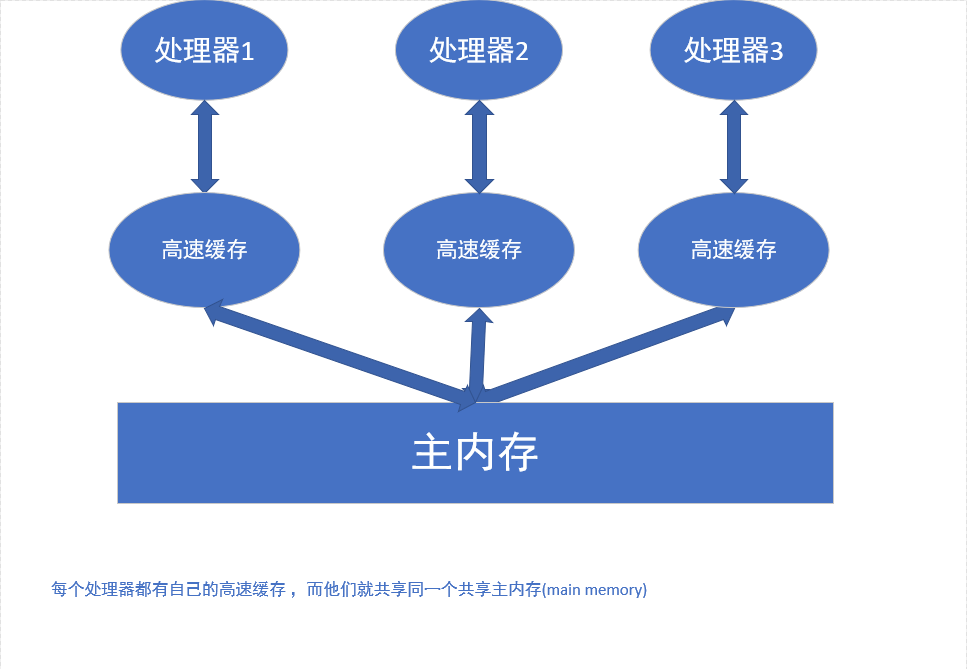 处理器1 处理器2 处理器3
高速缓存 高速缓存 高速缓存
主内存
每个处理器都有自己的高速缓存，而他们就共享同一个共享主内存(main memory)